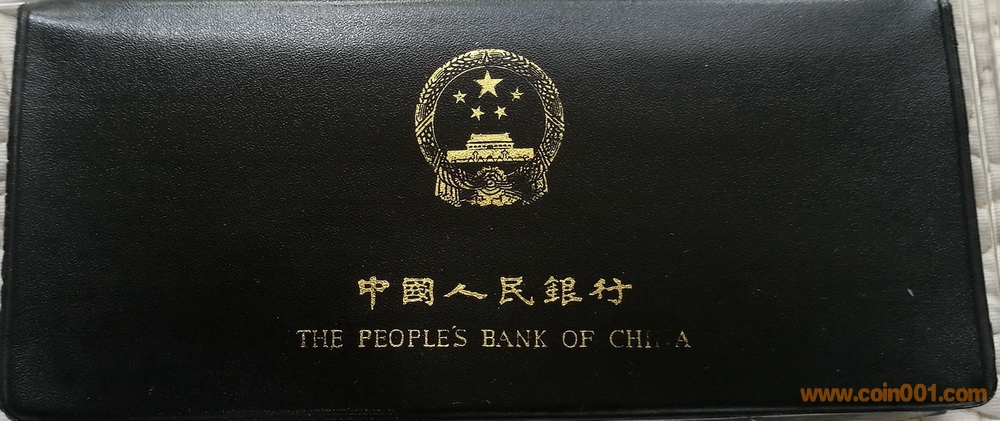 中國人民銀行
THE PEOPLE'S BANK OF CHINA
www.coin001.com